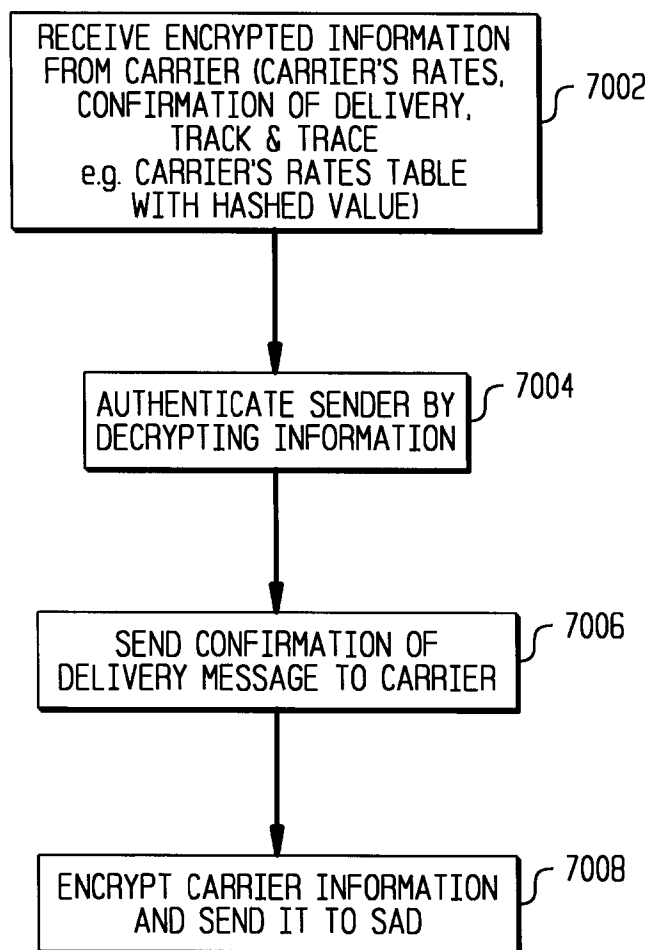 RECEIVE ENCRYPTED INFORMATION
FROM CARRIER (CARRIER'S RATES,
CONFIRMATION OF DELIVERY,
TRACK & TRACE
e.g. CARRIER'S RATES TABLE
WITH HASHED VALUE)
7002
AUTHENTICATE SENDER BY
DECRYPTING INFORMATION
7004
SEND CONFIRMATION OF
DELIVERY MESSAGE TO CARRIER
7006
ENCRYPT CARRIER INFORMATION
AND SEND IT TO SAD
7008